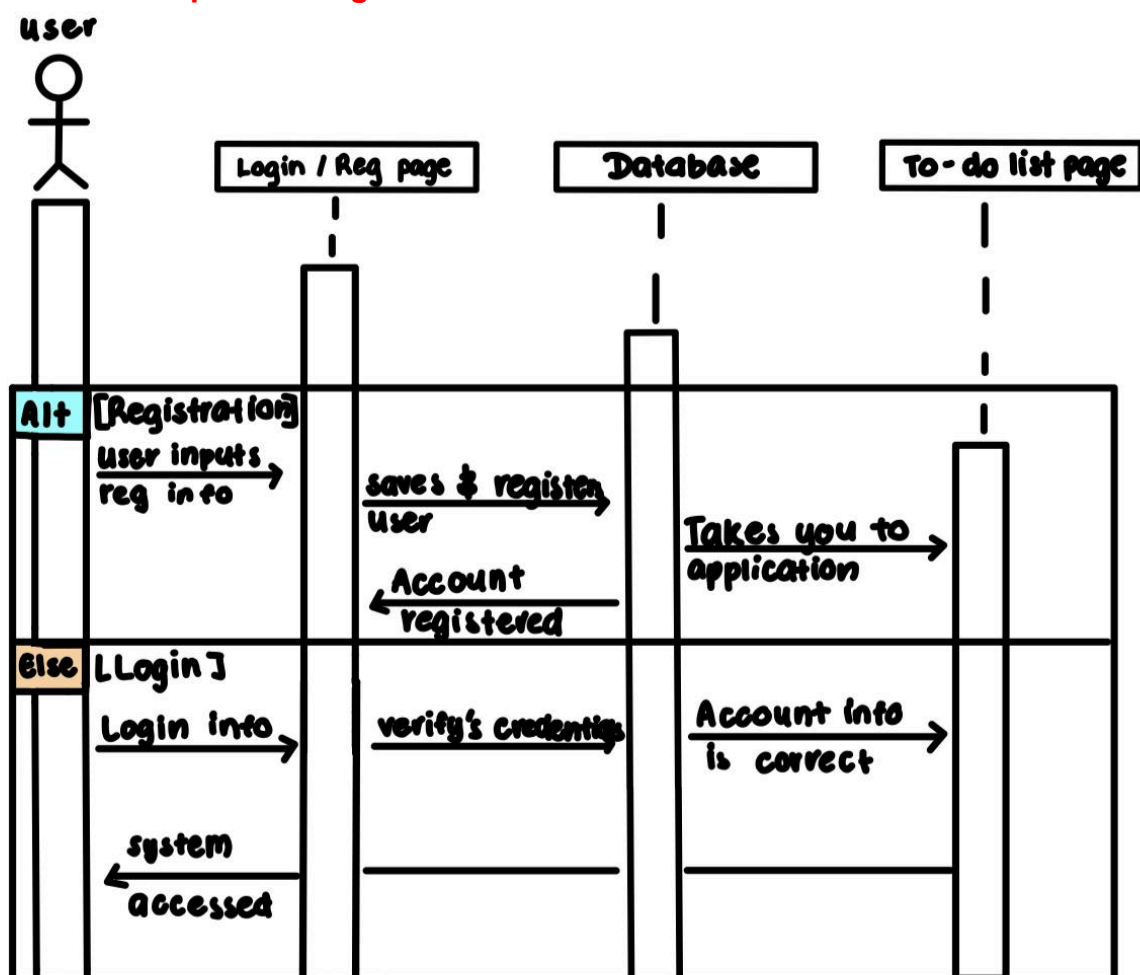 user
Login / Reg page
Database
To-do list page
Alt
[Registration]
user inputs
reg info
saves & register
user
Takes you to
application
Account
registered
Else
[Login]
Login info
verify's
Account info
is correct
system
accessed